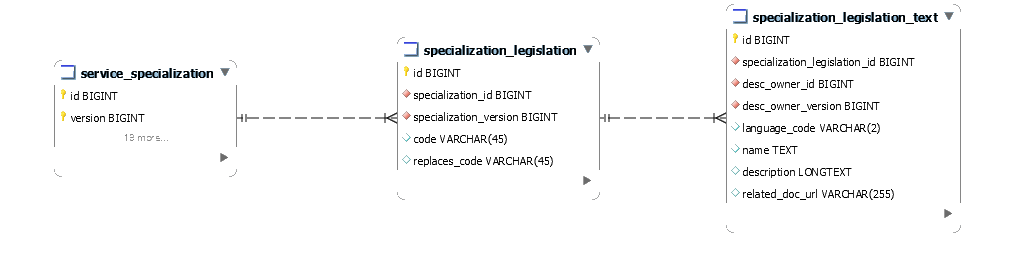 service_specialization
id BIGINT
version BIGINT
18 more...
specialization_legislation
id BIGINT
specialization_id BIGINT
specialization_version BIGINT
code VARCHAR(45)
replaces_code VARCHAR(45)
specialization_legislation_text
id BIGINT
specialization_legislation_id BIGINT
desc_owner_id BIGINT
desc_owner_version BIGINT
language_code VARCHAR(2)
name TEXT
description LONGTEXT
related_doc_url VARCHAR(255)